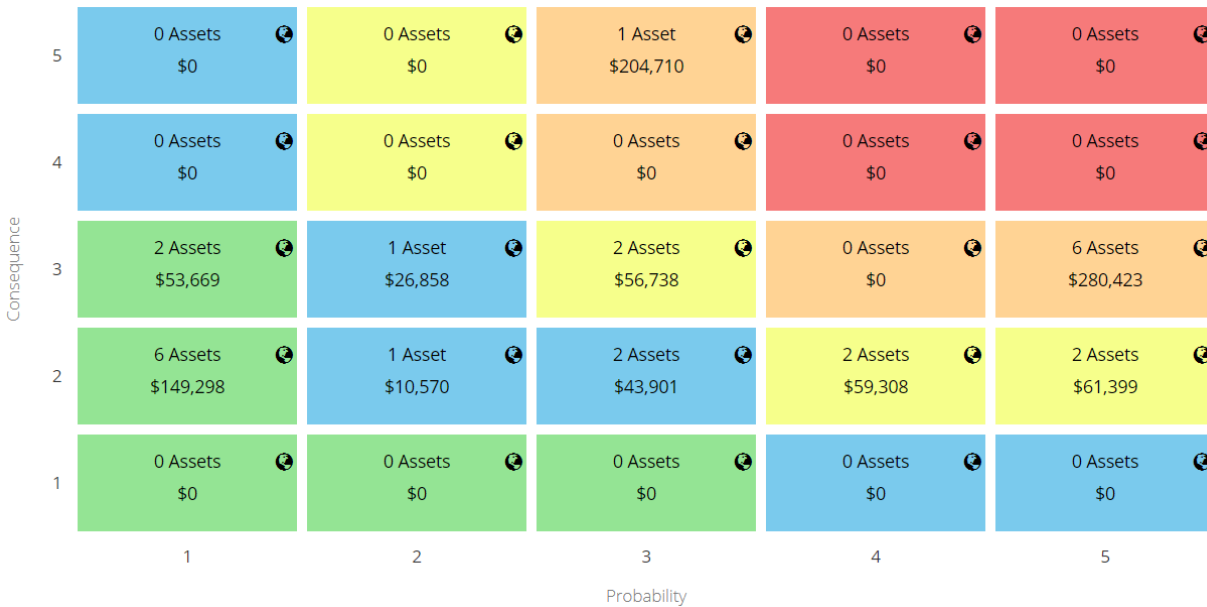 0 Assets 0 Assets 1 Asset 0 Assets 0 Assets
5
$0 $0 $204,710 $0 $0
0 Assets 0 Assets 0 Assets 0 Assets 0 Assets
4
$0 $0 $0 $0 $0
Consequence
2 Assets 1 Asset 2 Assets 0 Assets 6 Assets
3
$53,669 $26,858 $56,738 $0 $280,423
6 Assets 1 Asset 2 Assets 2 Assets 2 Assets
2
$149,298 $10,570 $43,901 $59,308 $61,399
0 Assets 0 Assets 0 Assets 0 Assets 0 Assets
1
$0 $0 $0 $0 $0
1 2 3 4 5
Probability